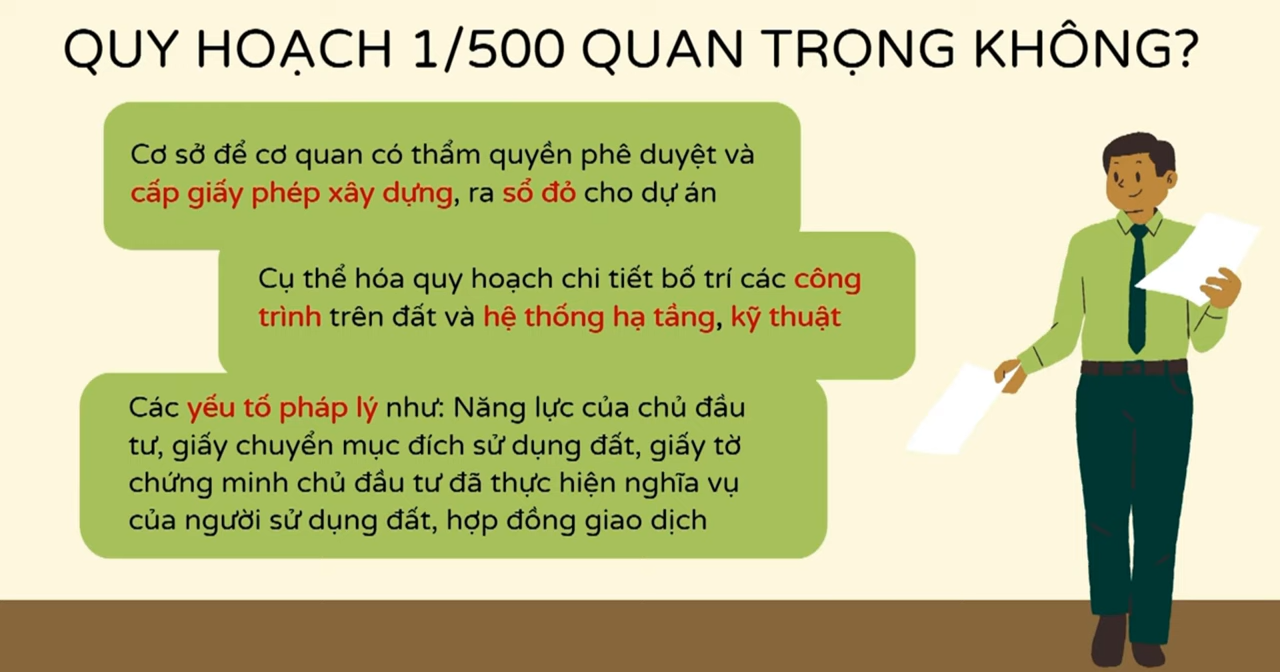 QUY HOẠCH 1/500 QUAN TRỌNG KHÔNG?
Cơ sở để cơ quan có thẩm quyền phê duyệt và
cấp giấy phép xây dựng, ra sổ đỏ cho dự án
Cụ thể hóa quy hoạch chi tiết bố trí các công
trình trên đất và hệ thống hạ tầng, kỹ thuật
Các yếu tố pháp lý như: Năng lực của chủ đầu
tư, giấy chuyển mục đích sử dụng đất, giấy tờ
chứng minh chủ đầu tư đã thực hiện nghĩa vụ
của người sử dụng đất, hợp đồng giao dịch